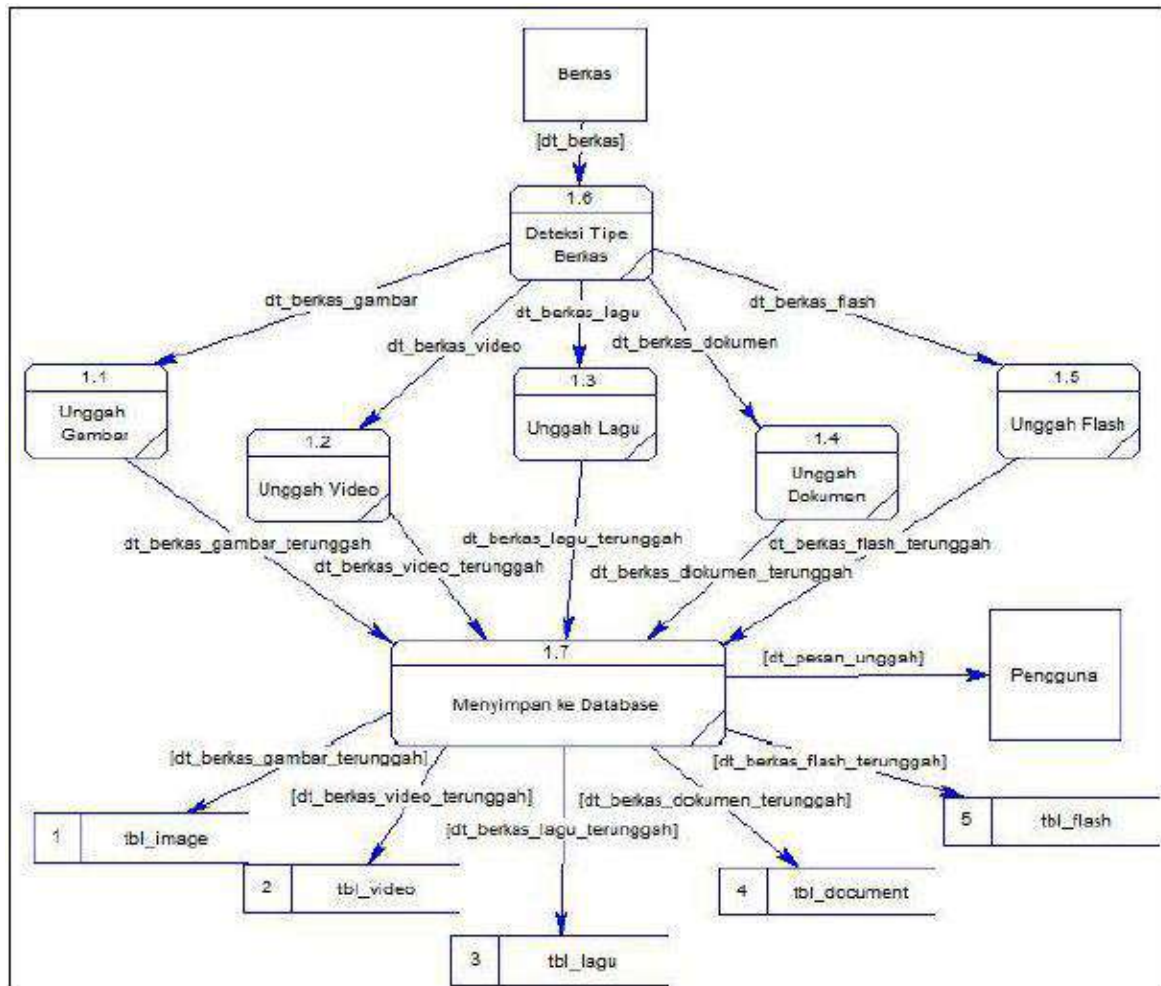 Berkas
[dt_berkas]
1.6
Deteksi Tipe
Berkas
dt_berkas_gambar
dt_berkas_video
dt_berkas_lagu
dt_berkas_dokumen
dt_berkas_flash
1.1
Unggah
Gambar
1.2
Unggah Video
1.3
Unggah Lagu
1.4
Unggah
Dokumen
1.5
Unggah Flash
dt_berkas_gambar_terunggah
dt_berkas_video_terunggah
dt_berkas_lagu_terunggah
dt_berkas_dokumen_terunggah
dt_berkas_flash_terunggah
1.7
Menyimpan ke Database
[dt_pesan_unggah]
Pengguna
[dt_berkas_gambar_terunggah]
[dt_berkas_video_terunggah]
[dt_berkas_lagu_terunggah]
[dt_berkas_dokumen_terunggah]
[dt_berkas_flash_terunggah]
1 tbl_image
2 tbl_video
3 tbl_lagu
4 tbl_document
5 tbl_flash